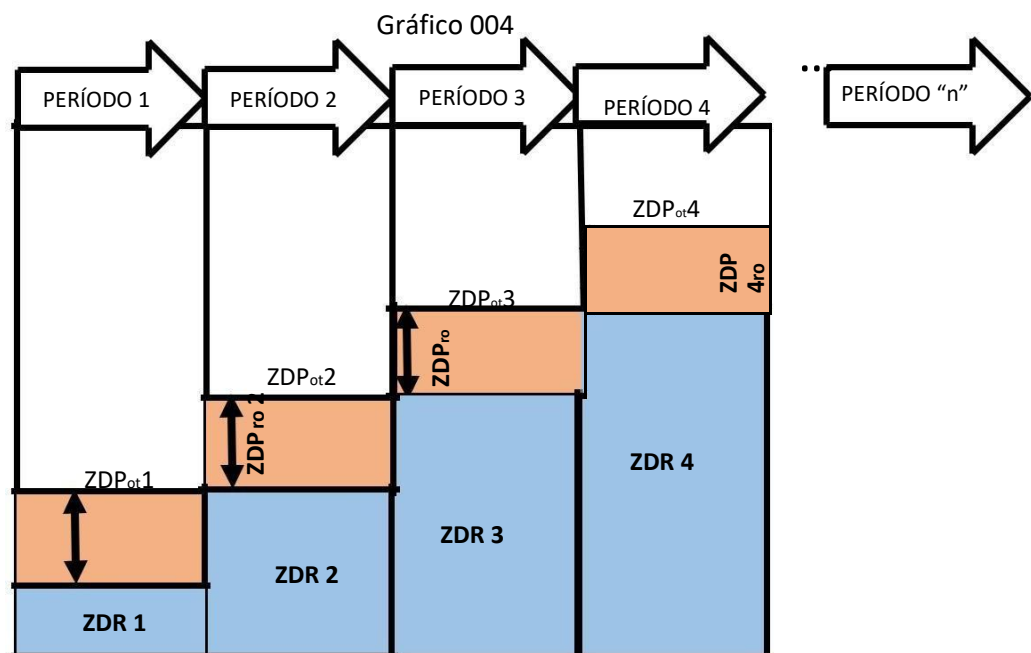 Gráfico 004
PERÍODO 1
PERÍODO 2
PERÍODO 3
PERÍODO 4
...
PERÍODO “n”
ZDPot4
ZDP
4ro
ZDPot3
ZDPro
ZDPot2
ZDPro 2
ZDR 4
ZDPot1
ZDR 3
ZDR 2
ZDR 1